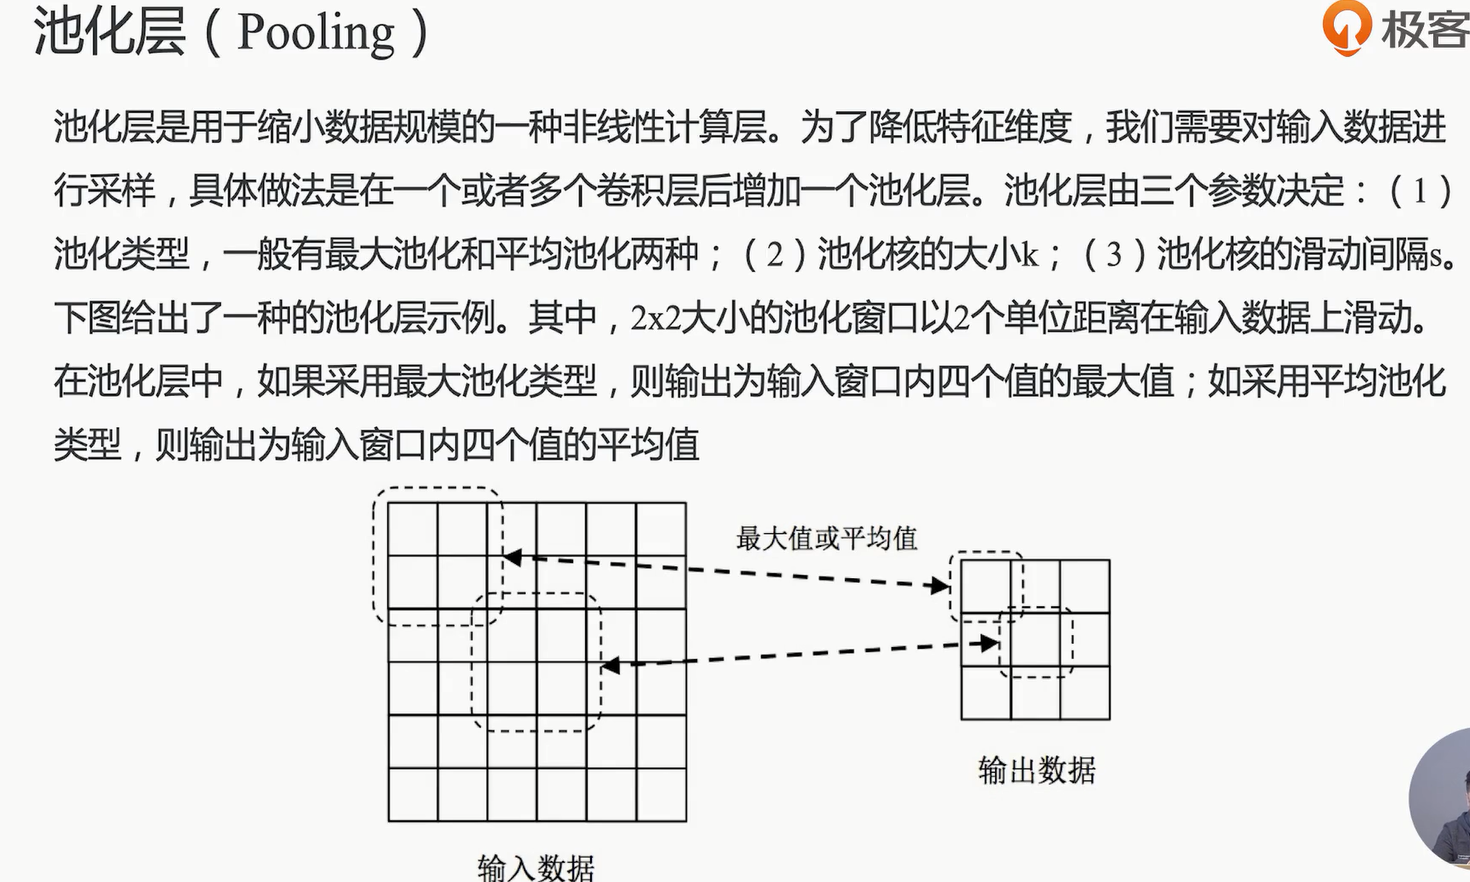 池化层（Pooling）
极客
池化层是用于缩小数据规模的一种非线性计算层。为了降低特征维度，我们需要对输入数据进
行采样，具体做法是在一个或者多个卷积层后增加一个池化层。池化层由三个参数决定：（1）
池化类型，一般有最大池化和平均池化两种；（2）池化核的大小k；（3）池化核的滑动间隔s。
下图给出了一种的池化层示例。其中，2x2大小的池化窗口以2个单位距离在输入数据上滑动。
在池化层中，如果采用最大池化类型，则输出为输入窗口内四个值的最大值；如采用平均池化
类型，则输出为输入窗口内四个值的平均值
最大值或平均值
输出数据
输入数据